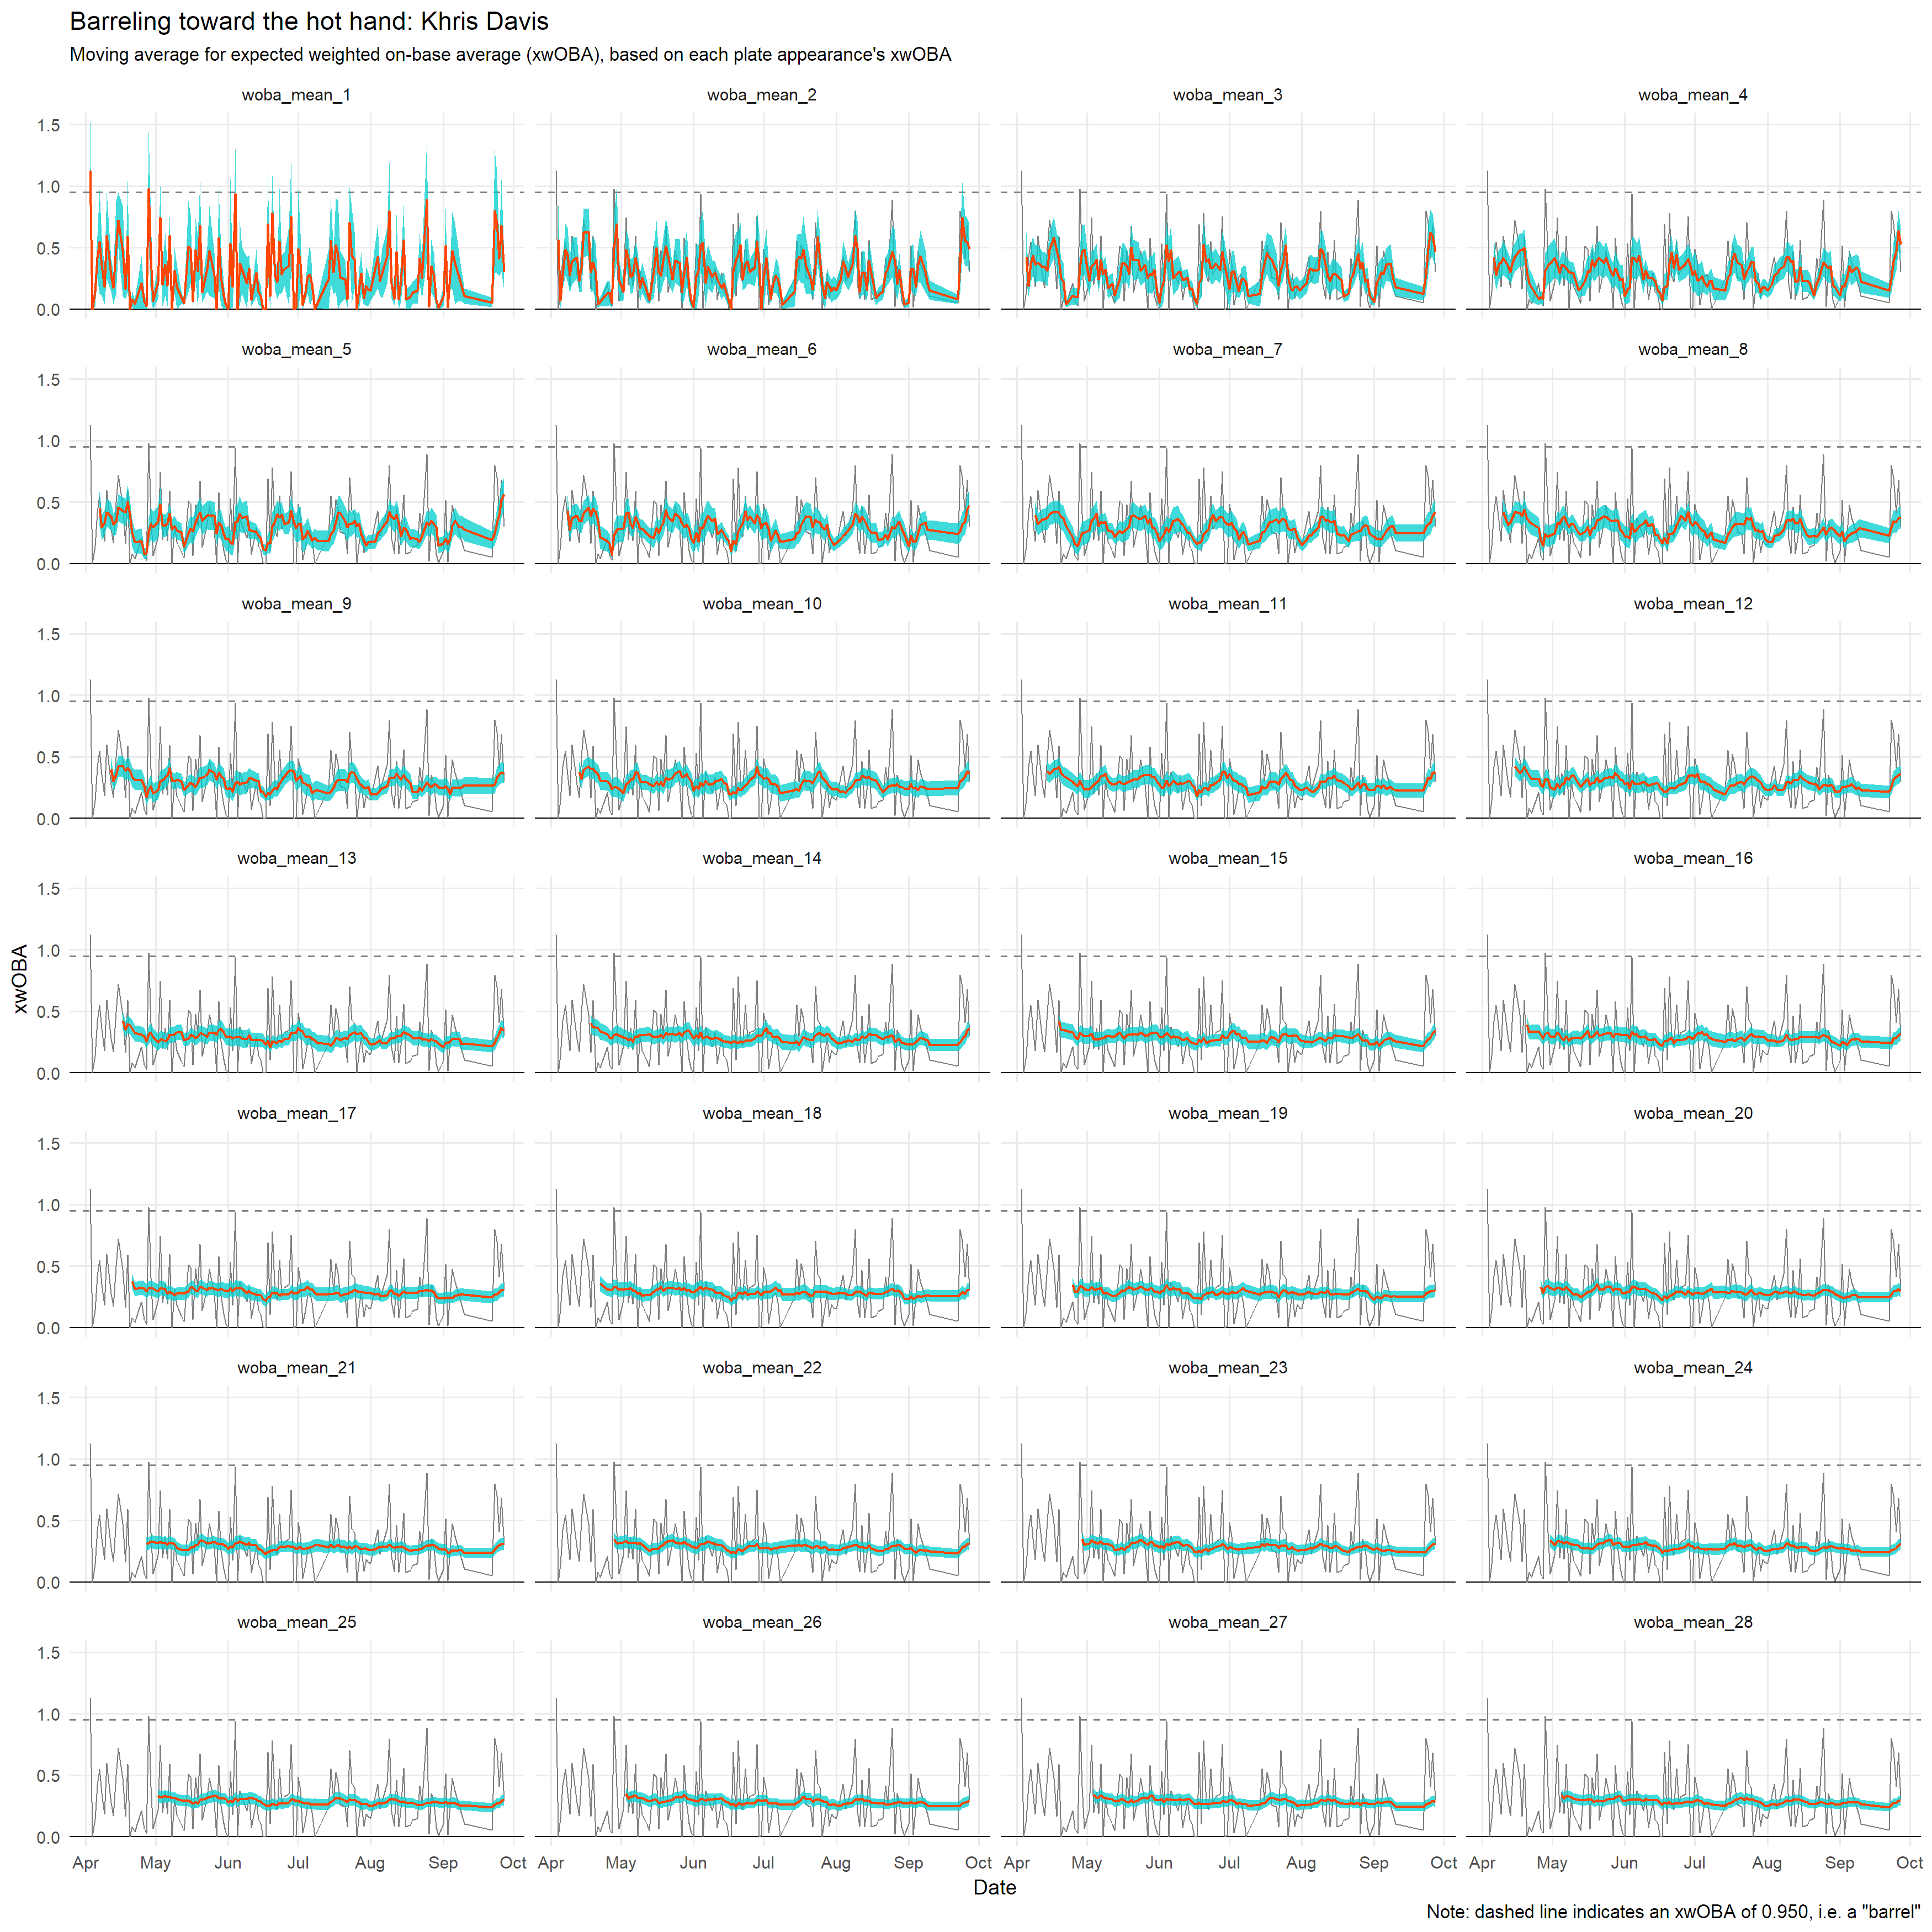 Barreling toward the hot hand: Khris Davis
Moving average for expected weighted on-base average (xwOBA), based on each plate appearance's xwOBA
woba_mean_1 woba_mean_2 woba_mean_3 woba_mean_4
1.5
1.0
0.5
0.0
woba_mean_5 woba_mean_6 woba_mean_7 woba_mean_8
1.5
1.0
0.5
0.0
woba_mean_9 woba_mean_10 woba_mean_11 woba_mean_12
1.5
1.0
0.5
0.0
woba_mean_13 woba_mean_14 woba_mean_15 woba_mean_16
1.5
1.0
0.5
0.0
xwOBA
woba_mean_17 woba_mean_18 woba_mean_19 woba_mean_20
1.5
1.0
0.5
0.0
woba_mean_21 woba_mean_22 woba_mean_23 woba_mean_24
1.5
1.0
0.5
0.0
woba_mean_25 woba_mean_26 woba_mean_27 woba_mean_28
1.5
1.0
0.5
0.0
Apr May Jun Jul Aug Sep Oct Apr May Jun Jul Aug Sep Oct Apr May Jun Jul Aug Sep Oct Apr May Jun Jul Aug Sep Oct
Date
Note: dashed line indicates an xwOBA of 0.950, i.e. a "barrel"